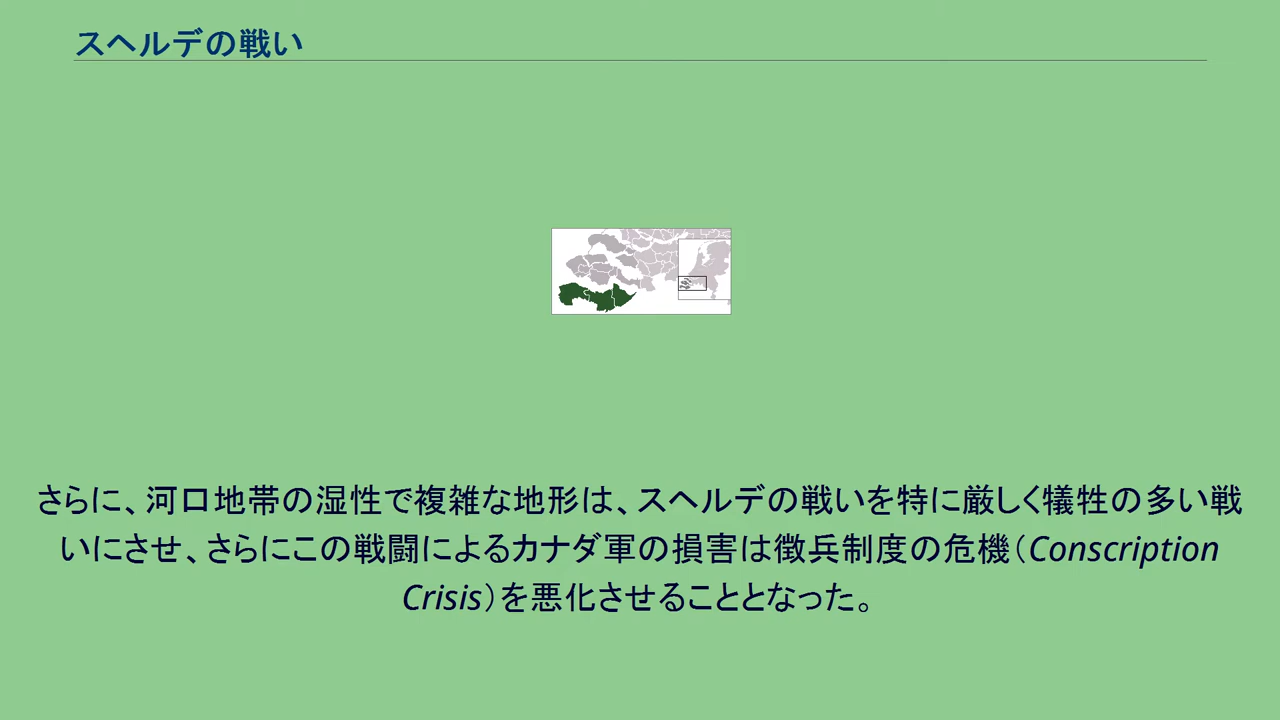 スヘルデの戦い
さらに、河口地帯の湿性で複雑な地形は、スヘルデの戦いを特に厳しく犠牲の多い戦
いにさせ、さらにこの戦闘によるカナダ軍の損害は徴兵制度の危機（Conscription
Crisis）を悪化させることとなった。